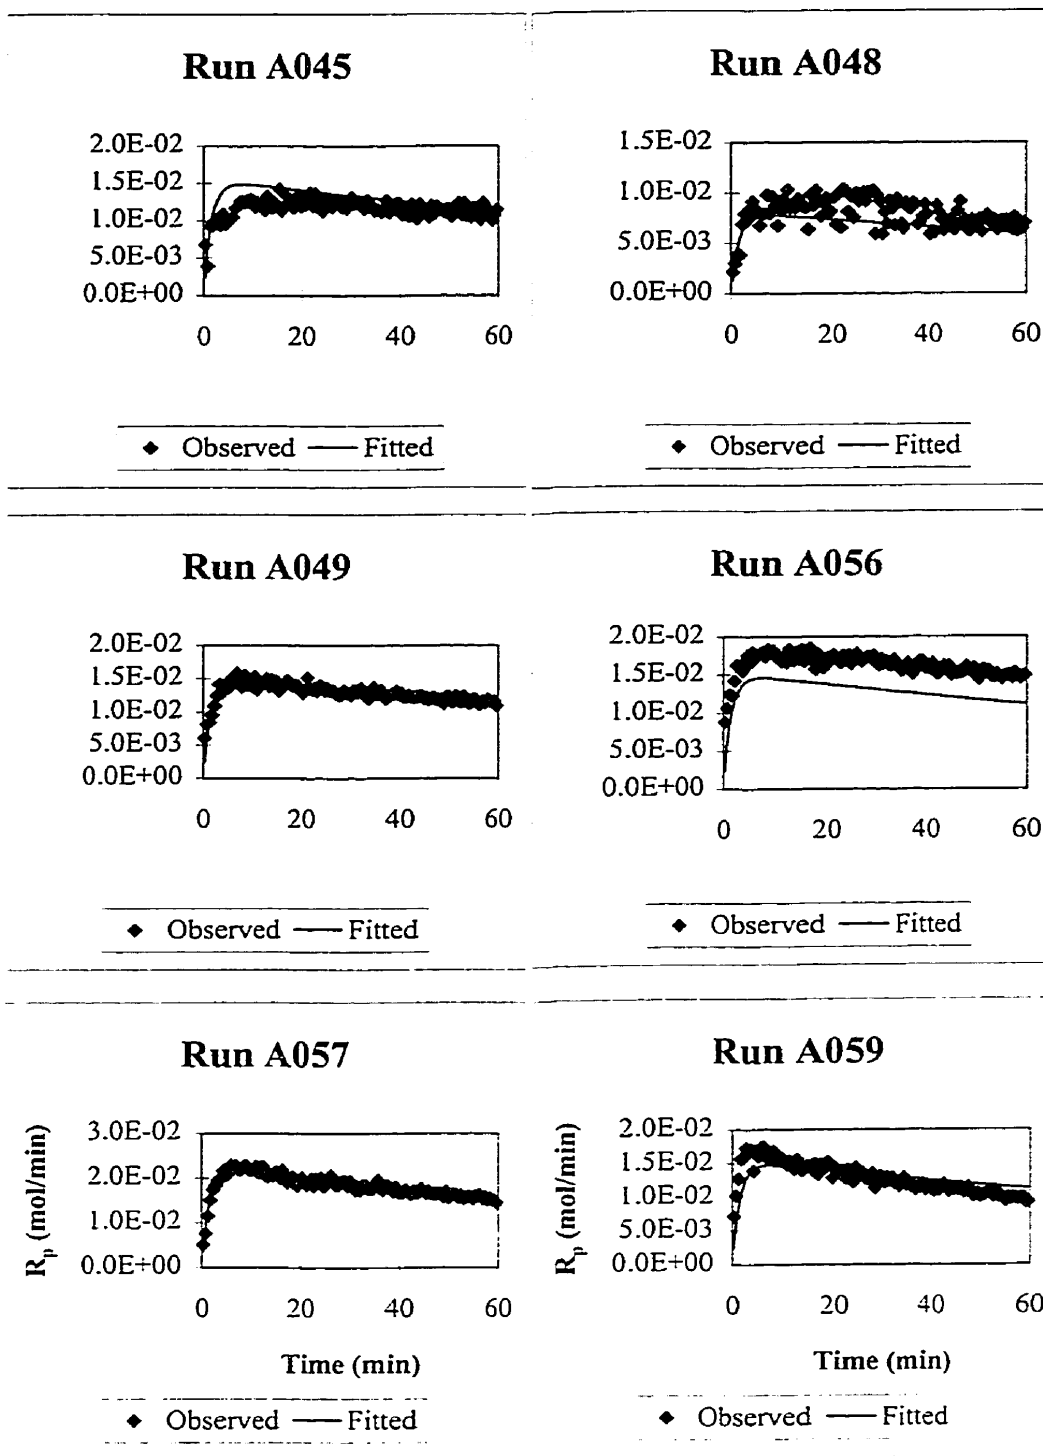 Run A045
2.0E-02
1.5E-02
1.0E-02
5.0E-03
0.0E+00
0 20 40 60
Observed Fitted
Run A048
1.5E-02
1.0E-02
5.0E-03
0.0E+00
0 20 40 60
Observed Fitted
Run A049
2.0E-02
1.5E-02
1.0E-02
5.0E-03
0.0E+00
0 20 40 60
Observed Fitted
Run A056
2.0E-02
1.5E-02
1.0E-02
5.0E-03
0.0E+00
0 20 40 60
Observed Fitted
Run A057
Rp (mol/min)
3.0E-02
2.0E-02
1.0E-02
0.0E+00
0 20 40 60
Time (min)
Observed Fitted
Run A059
Rp (mol/min)
2.0E-02
1.5E-02
1.0E-02
5.0E-03
0.0E+00
0 20 40 60
Time (min)
Observed Fitted